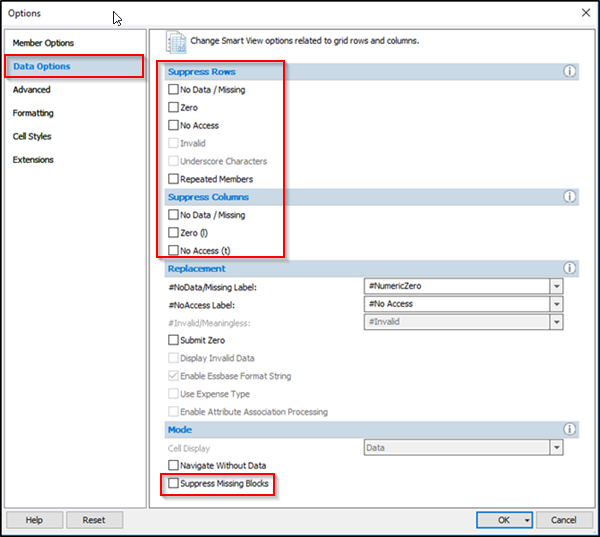 Options
Member Options
Data Options
Advanced
Formatting
Cell Styles
Extensions
Change Smart View options related to grid rows and columns.
Suppress Rows
No Data / Missing
Zero
No Access
Invalid
Underscore Characters
Repeated Members
Suppress Columns
No Data / Missing
Zero (l)
No Access (t)
Replacement
#NoData/Missing Label: #NumericZero
#NoAccess Label: #No Access
#Invalid/Meaningless: #Invalid
Submit Zero
Display Invalid Data
Enable Essbase Format String
Use Expense Type
Enable Attribute Association Processing
Mode
Cell Display Data
Navigate Without Data
Suppress Missing Blocks
Help Reset OK Cancel